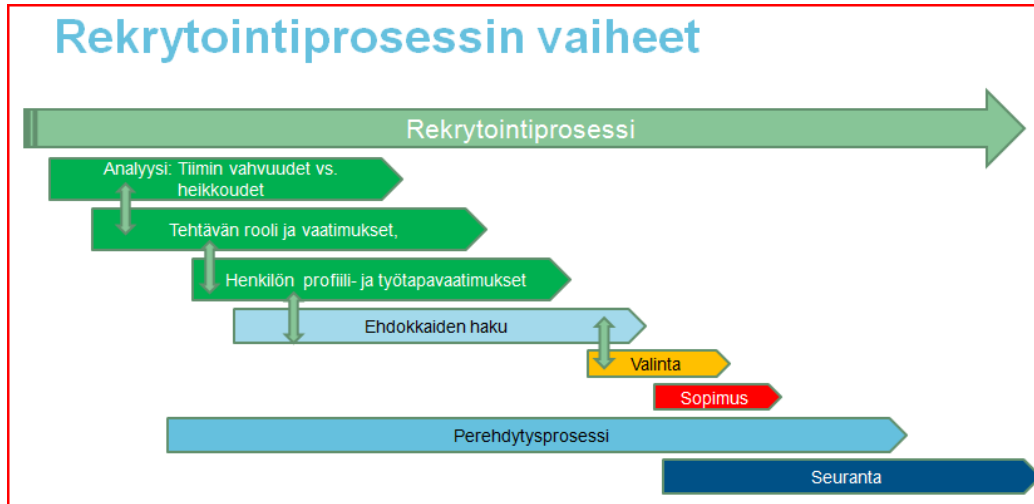 Rekrytointiprosessin vaiheet
Rekrytointiprosessi
Analyysi: Tiimin vahvuudet vs.
heikkoudet
Tehtävän rooli ja vaatimukset,
Henkilön profiili- ja työtapavaatimukset
Ehdokkaiden haku
Valinta
Sopimus
Perehdytysprosessi
Seuranta